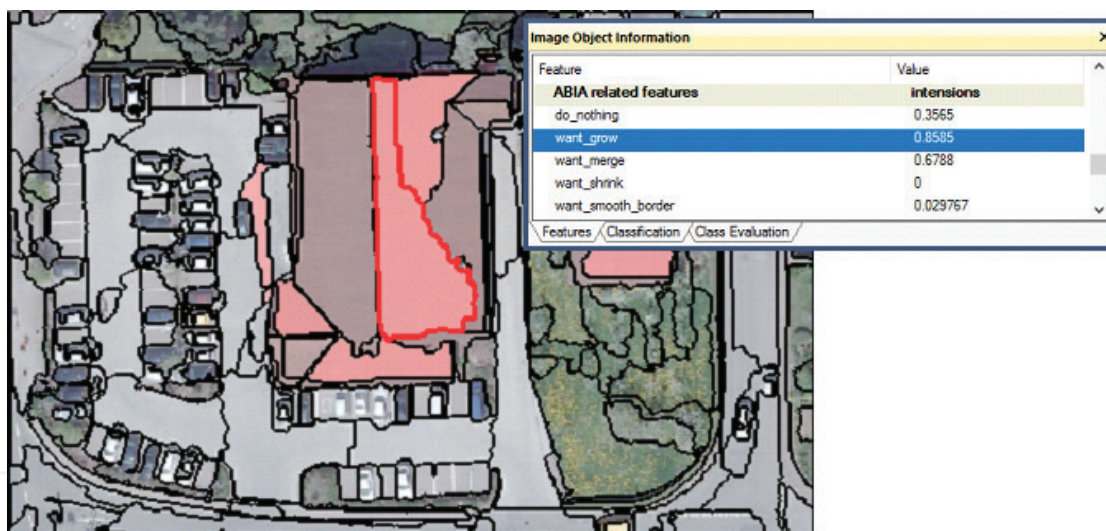 Image Object Information
Feature Value
ABIA related features intensions
do_nothing 0.3565
want_grow 0.8585
want_merge 0.6788
want_shrink 0
want_smooth_border 0.029767
Features Classification Class Evaluation